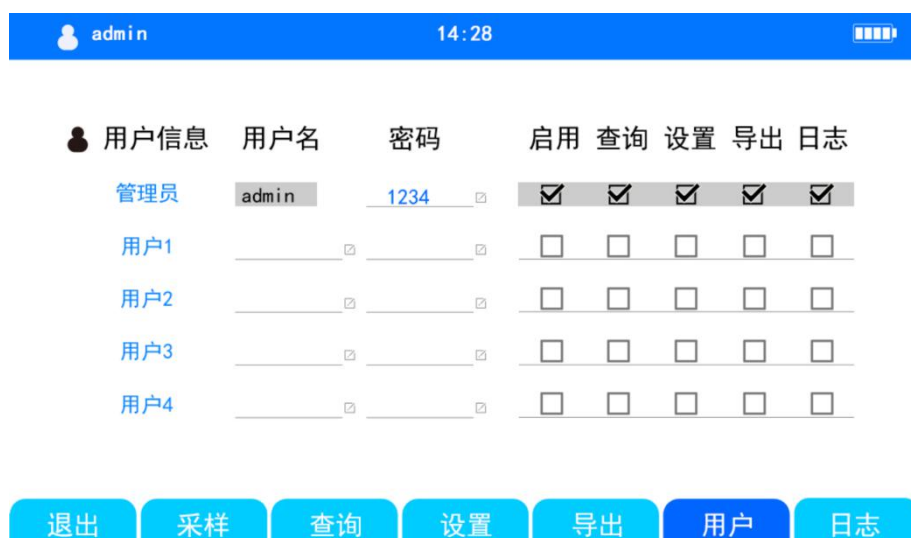 admin 14:28
用户信息 用户名 密码 启用 查询 设置 导出 日志
管理员 admin 1234
用户1
用户2
用户3
用户4
退出 采样 查询 设置 导出 用户 日志